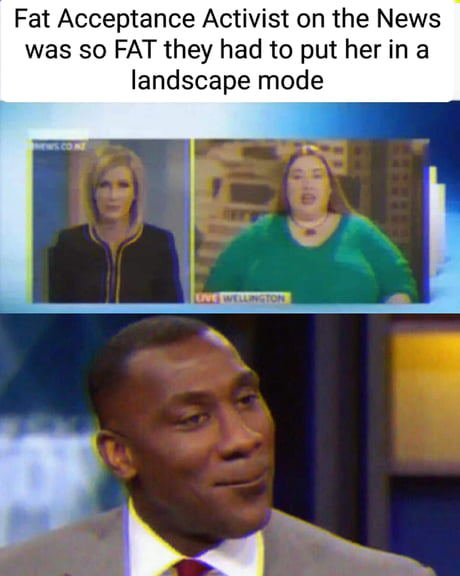 Fat Acceptance Activist on the News
was so FAT they had to put her in a
landscape mode
NEWS.CO.NZ
LIVE WELLINGTON